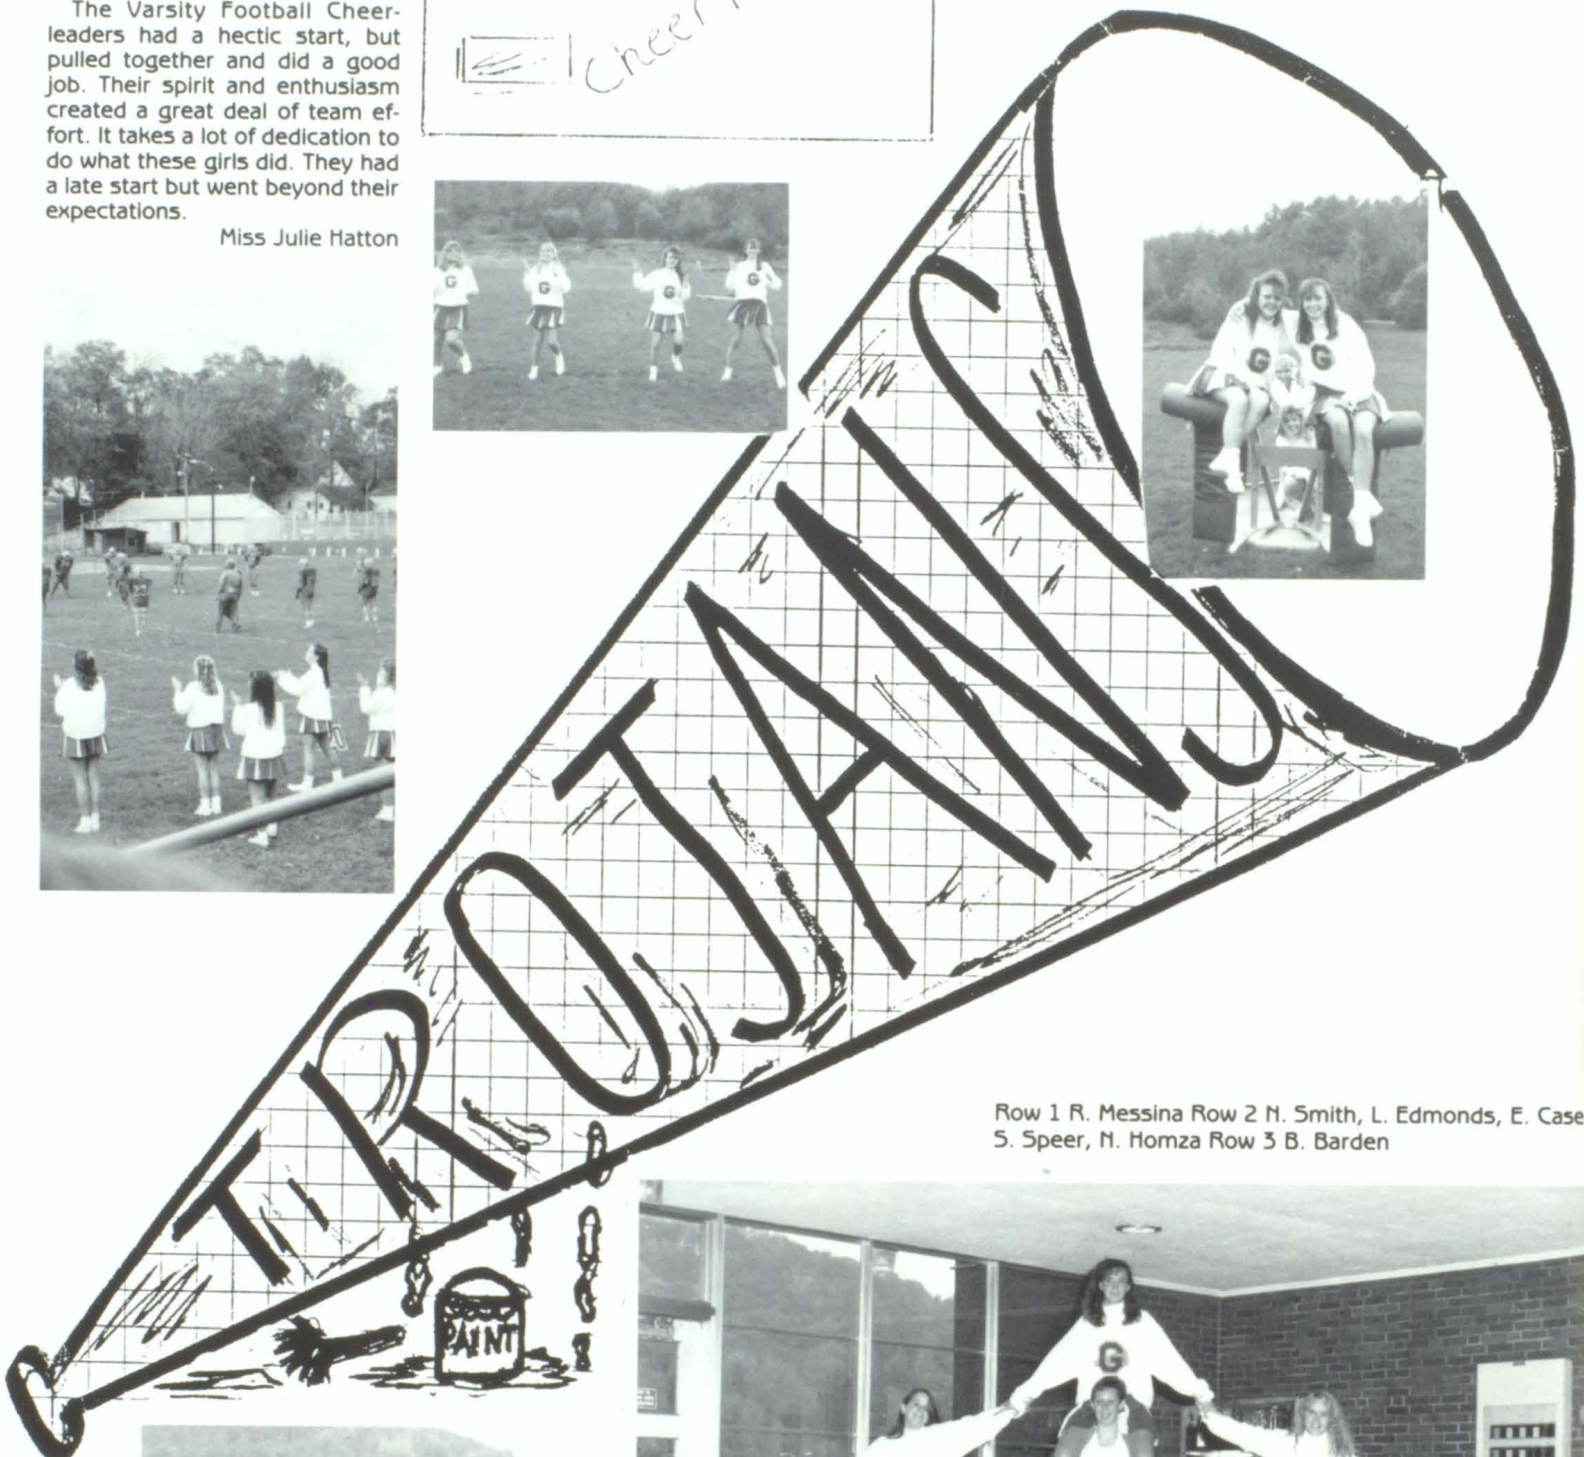 The Varsity Football Cheer-
leaders had a hectic start, but
pulled together and did a good
job. Their spirit and enthusiasm
created a great deal of team ef-
fort. It takes a lot of dedication to
do what these girls did. They had
a late start but went beyond their
expectations.
Miss Julie Hatton
Cheer
G
G
G
G
G
G
TROJANS
PAINT
Row 1 R. Messina Row 2 N. Smith, L. Edmonds, E. Case
S. Speer, N. Homza Row 3 B. Barden
G